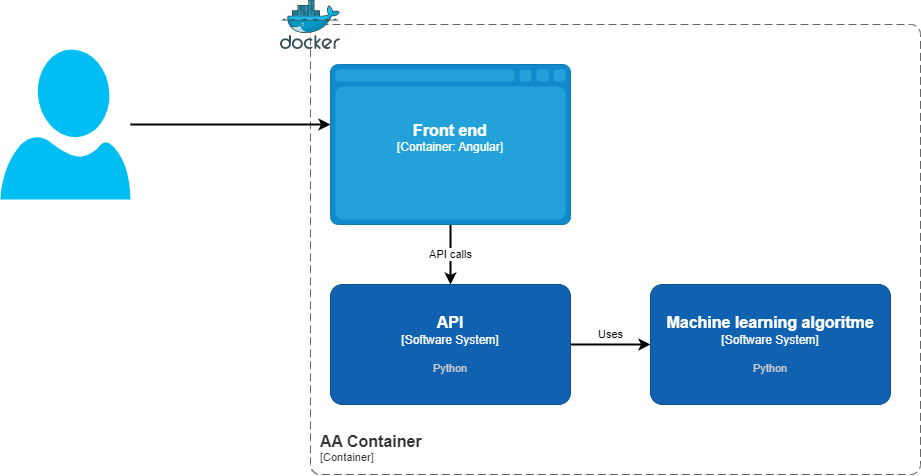 docker
Front end
[Container: Angular]
API calls
API
[Software System]
Python
Uses
Machine learning algoritme
[Software System]
Python
AA Container
[Container]